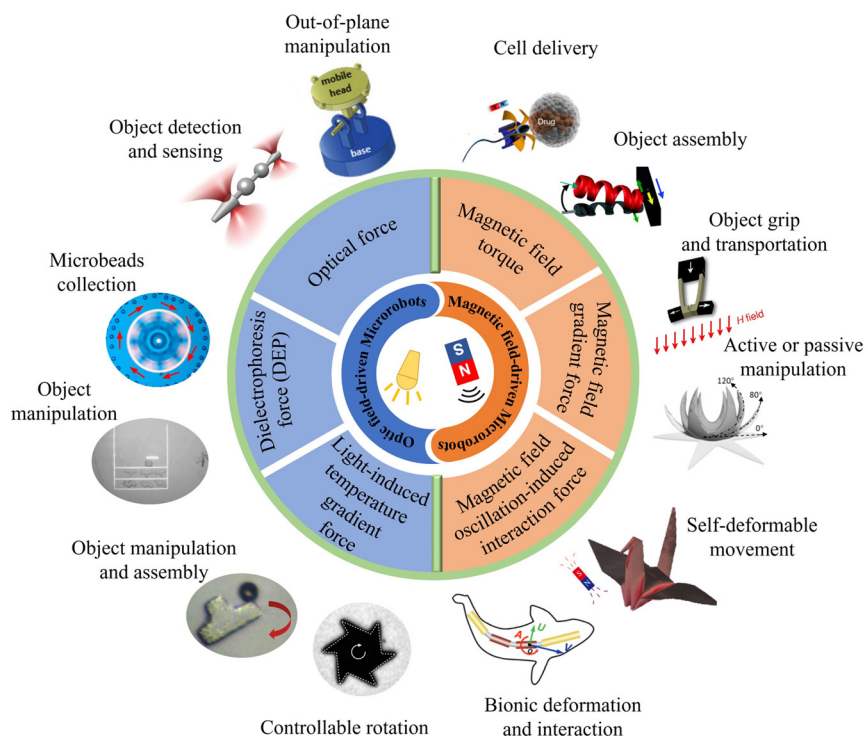 Out-of-plane
manipulation
Cell delivery
mobile
head
base
Drug
Object detection
and sensing
Object assembly
Optical force
Magnetic field
torque
Object grip
and transportation
Microbeads
collection
H field
Dielectrophoresis
force (DEP)
Optic field-driven Microrobots
Magnetic field-driven Microrobots
S
N
Magnetic field
gradient force
Active or passive
manipulation
120°
80°
0°
Object
manipulation
Light-induced
temperature
gradient
force
Magnetic field
oscillation-induced
interaction force
Self-deformable
movement
Object manipulation
and assembly
A
U
V
Controllable rotation
Bionic deformation
and interaction